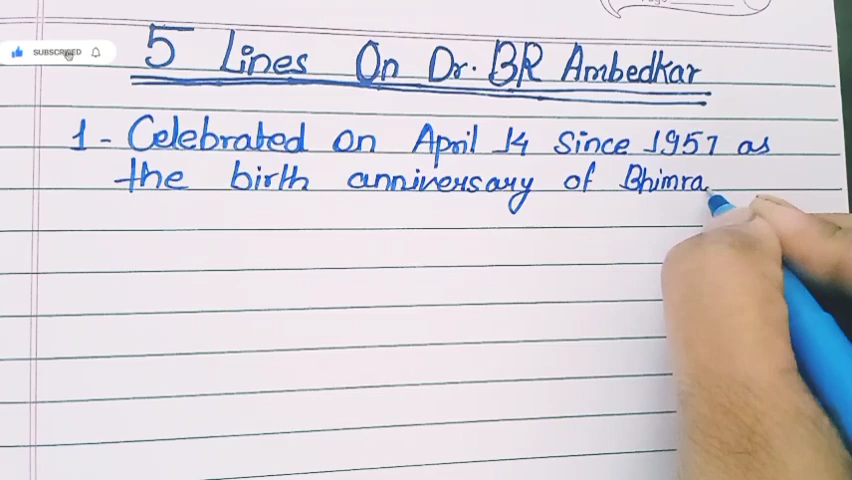 SUBSCRIBED
5 Lines On Dr. BR Ambedkar
1 - Celebrated on April 14 since 1957 as
the birth anniversary of Bhimra